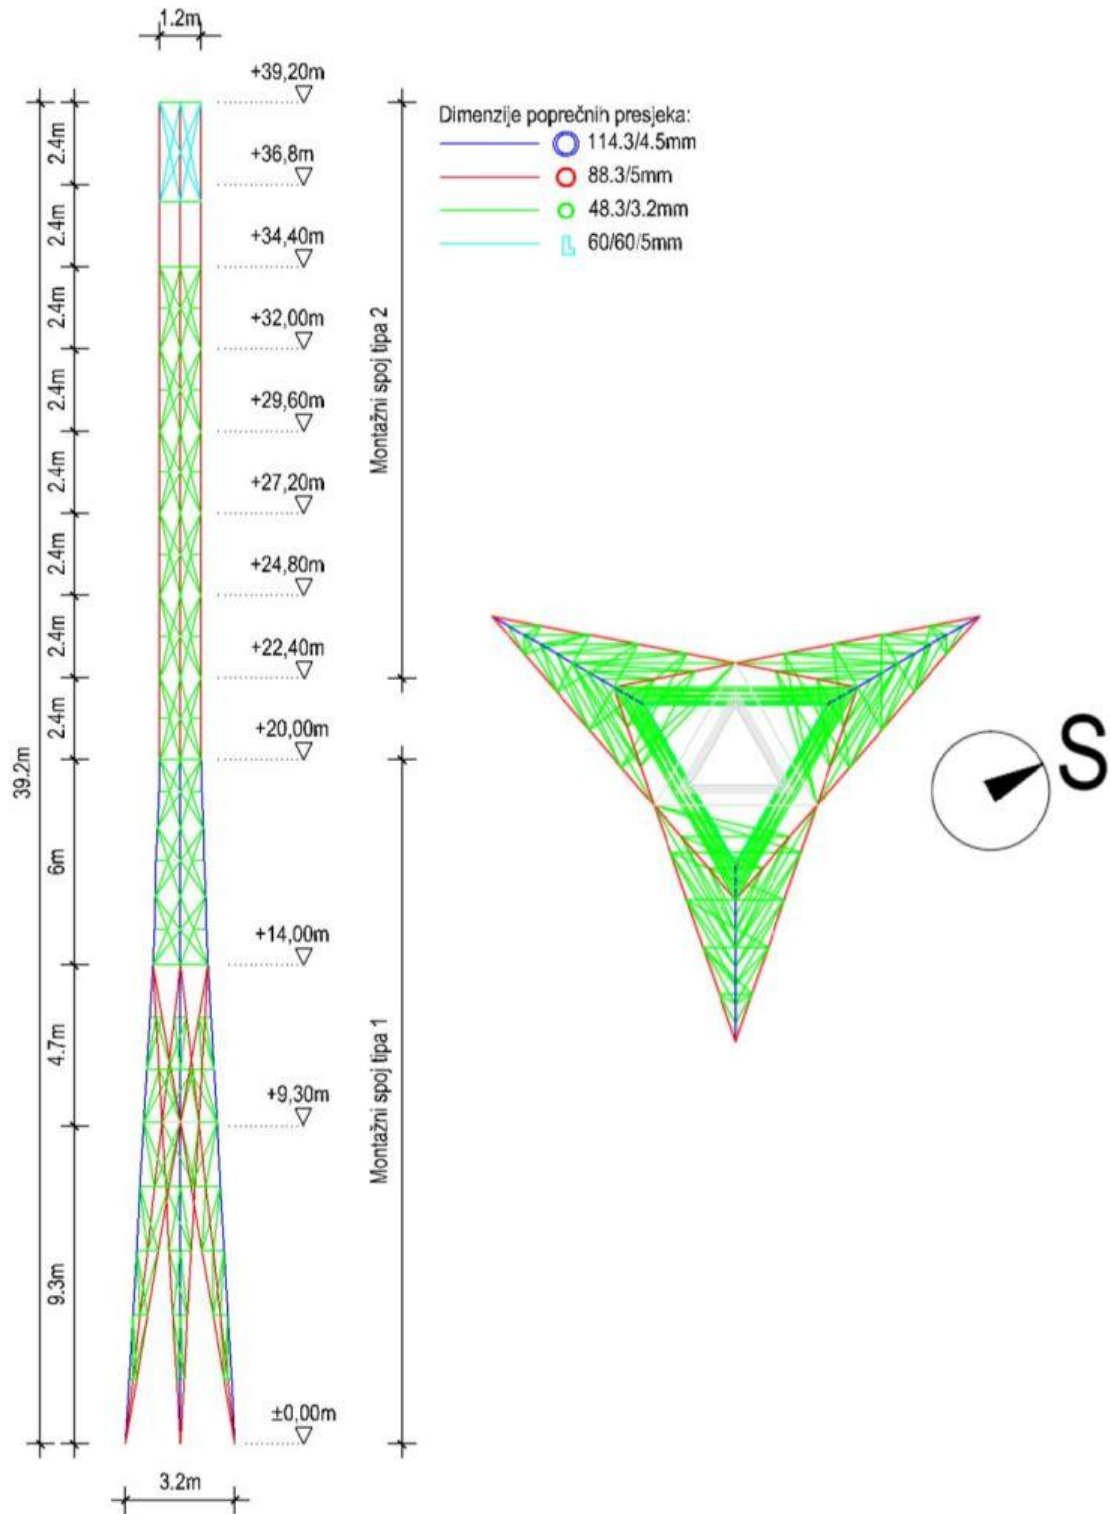 1.2m
+39,20m
Dimenzije poprečnih presjeka:
114.3/4.5mm
88.3/5mm
48.3/3.2mm
60/60/5mm
2.4m
+36,8m
2.4m
+34,40m
2.4m
+32,00m
2.4m
+29,60m
2.4m
+27,20m
2.4m
+24,80m
2.4m
+22,40m
2.4m
+20,00m
Montažni spoj tipa 2
39.2m
6m
+14,00m
4.7m
+9,30m
Montažni spoj tipa 1
9.3m
±0,00m
3.2m
S